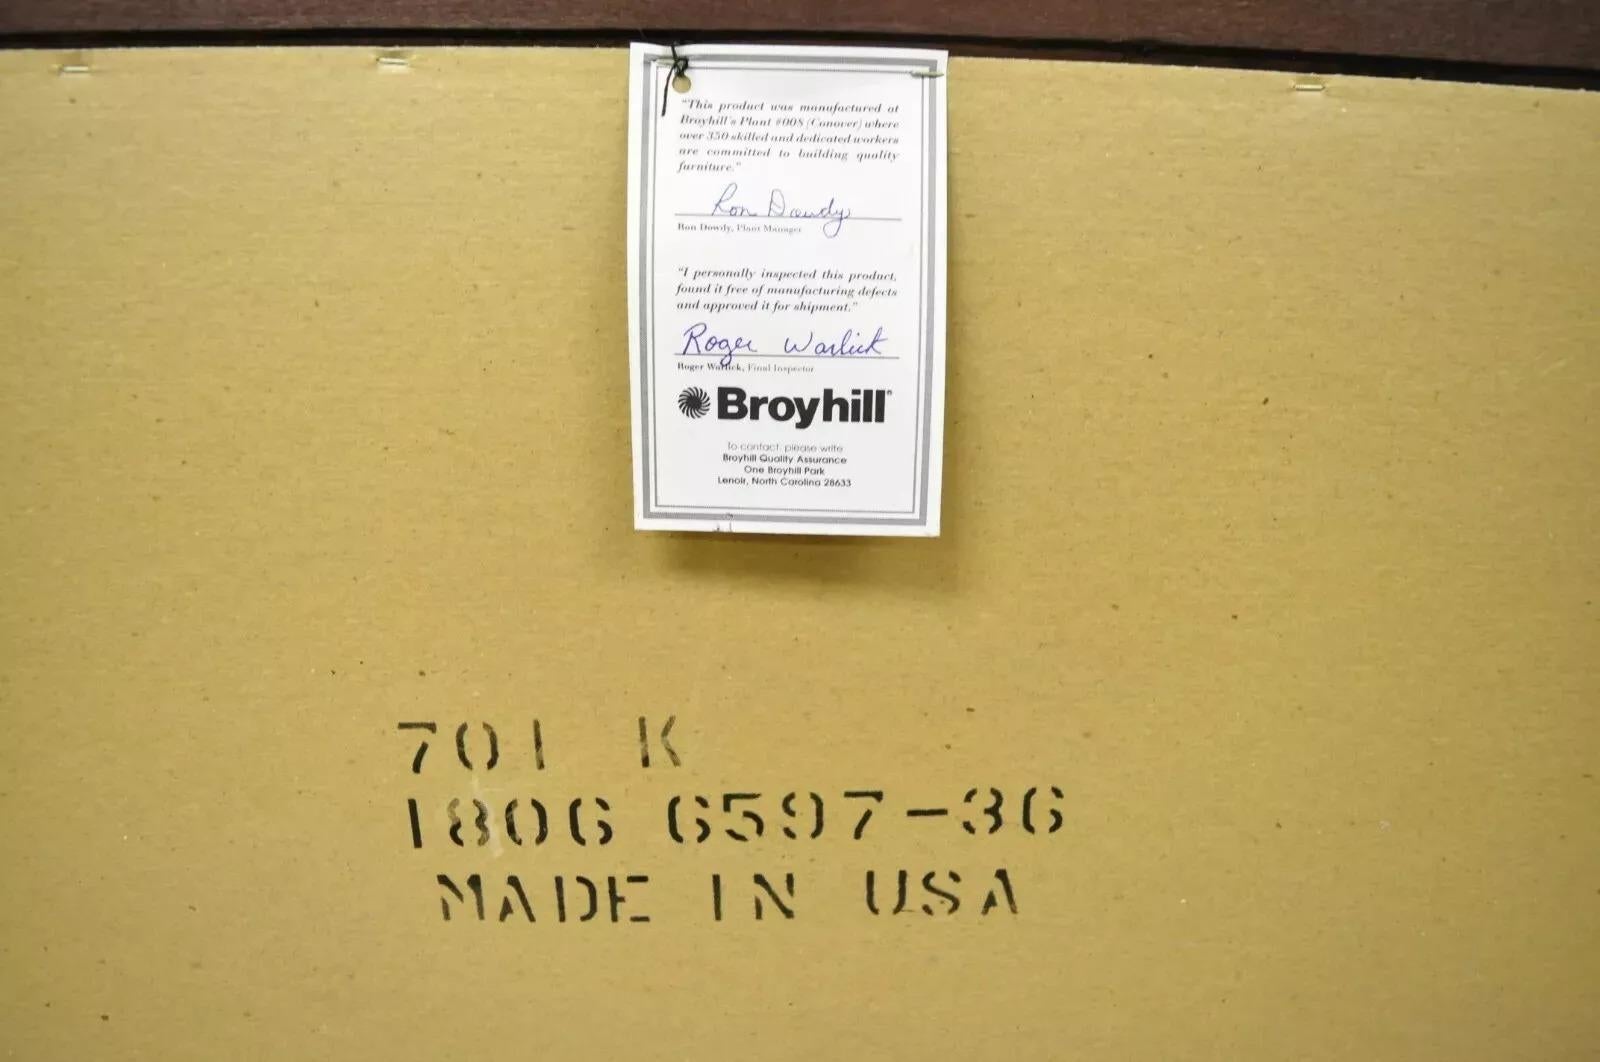 "This product was manufactured at
Broyhill's Plant #008 (Conover) where
over 350 skilled and dedicated workers
are committed to building quality
furniture."
Ron Dowdy
Ron Dowdy, Plant Manager
"I personally inspected this product,
found it free of manufacturing defects
and approved it for shipment."
Roger Warlick
Roger Warlick, Final Inspector
Broyhill®
To contact, please write
Broyhill Quality Assurance
One Broyhill Park
Lenoir, North Carolina 28633
701 K
1806 6597-36
MADE IN USA